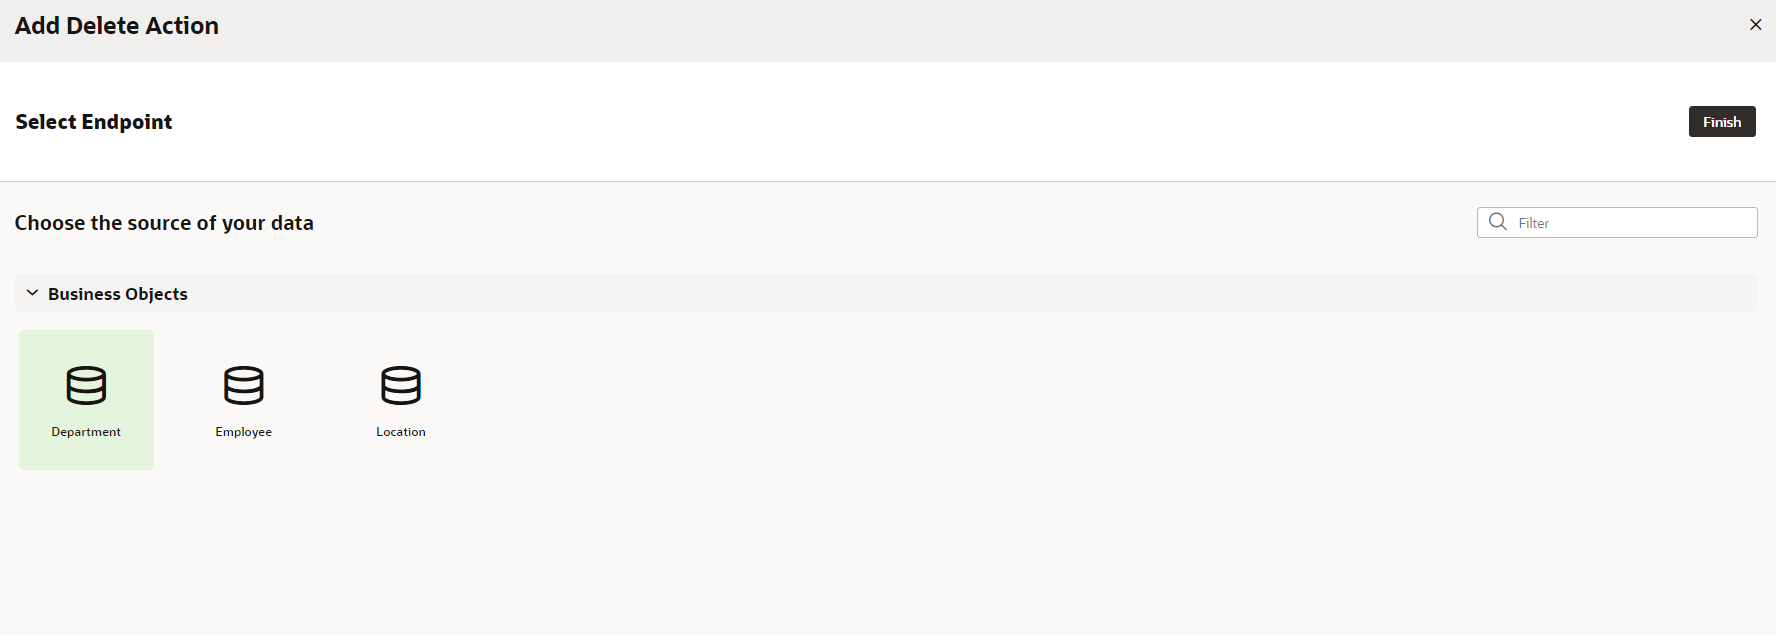 Add Delete Action
Select Endpoint
Finish
Choose the source of your data
Filter
Business Objects
Department
Employee
Location